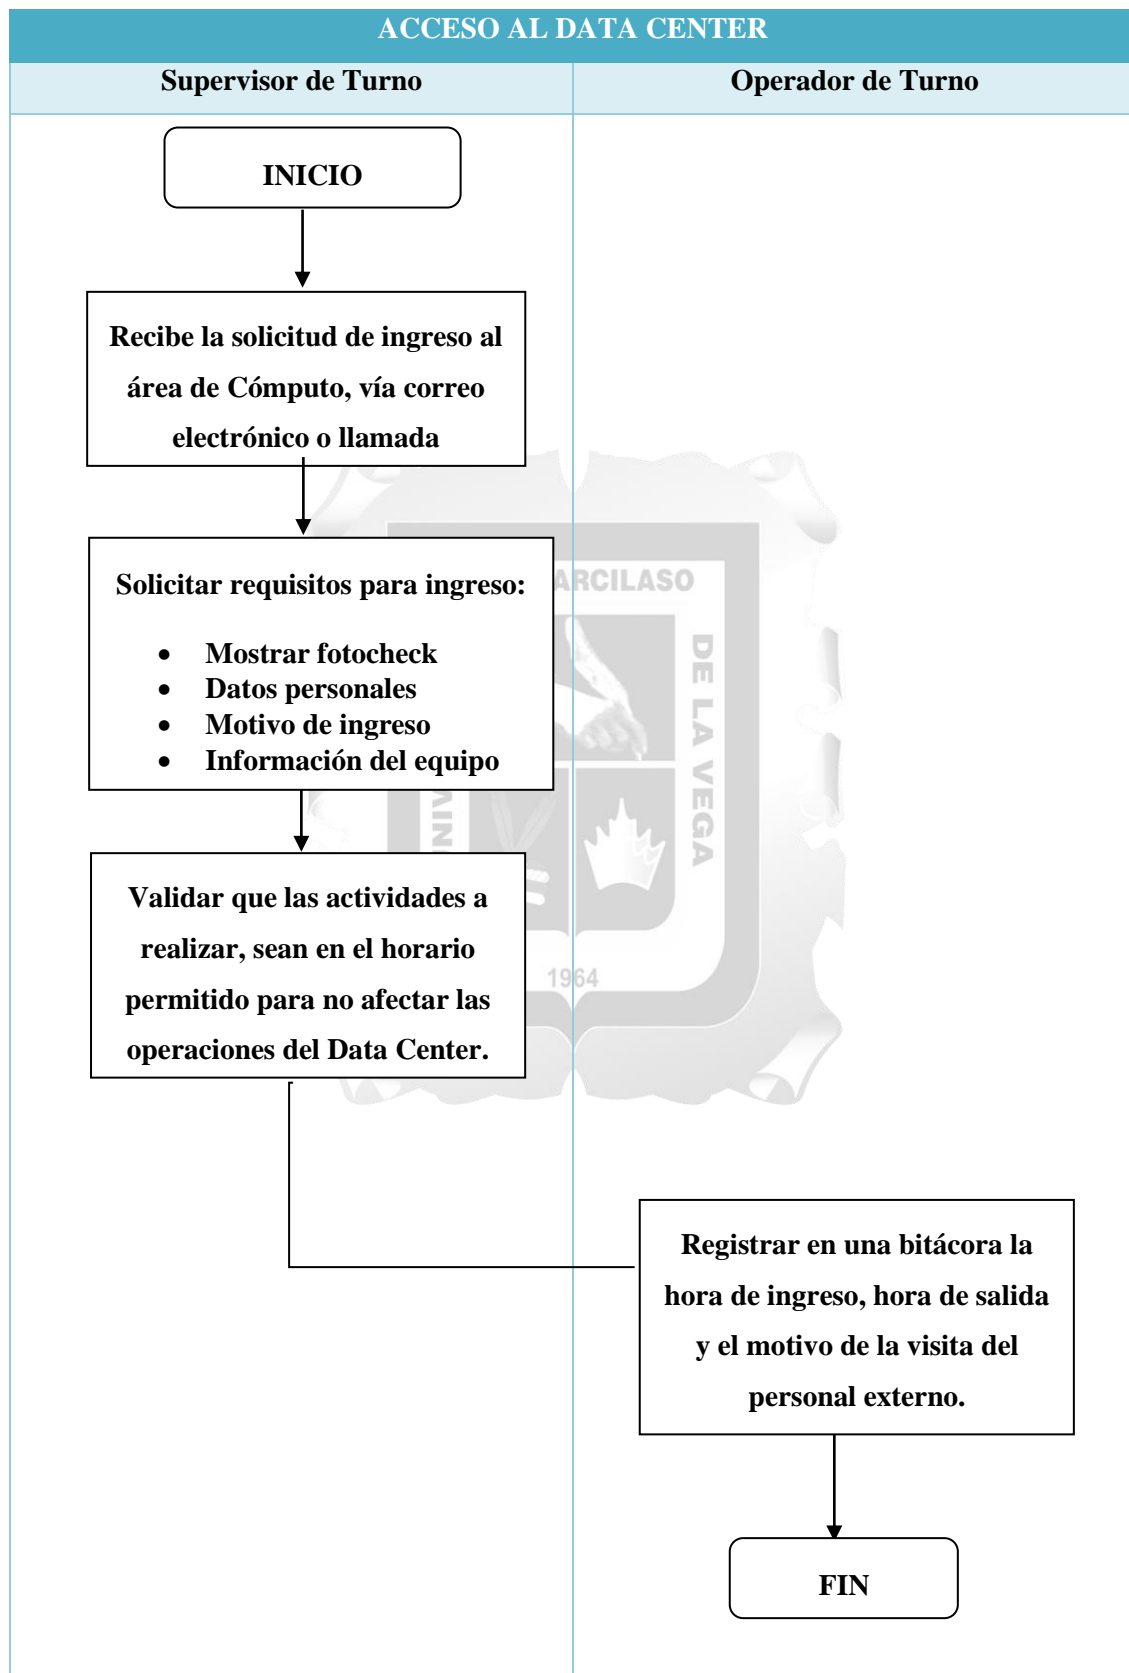 ACCESO AL DATA CENTER
Supervisor de Turno
Operador de Turno
INICIO
Recibe la solicitud de ingreso al
área de Cómputo, vía correo
electrónico o llamada
Solicitar requisitos para ingreso:
• Mostrar fotocheck
• Datos personales
• Motivo de ingreso
• Información del equipo
Validar que las actividades a
realizar, sean en el horario
permitido para no afectar las
operaciones del Data Center.
Registrar en una bitácora la
hora de ingreso, hora de salida
y el motivo de la visita del
personal externo.
FIN
ARCILASO
DE LA VEGA
1964